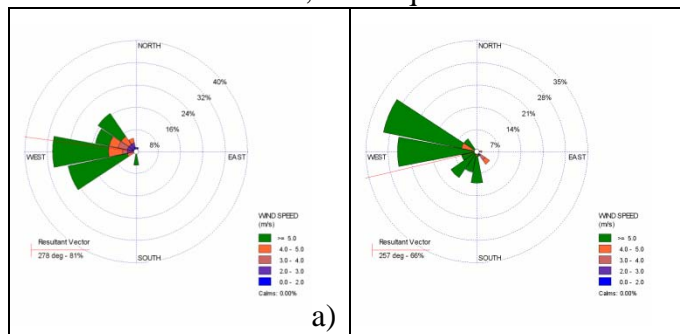 NORTH
40%
32%
24%
16%
8%
WEST
EAST
SOUTH
WIND SPEED
(m/s)
>= 5.0
4.0 - 5.0
3.0 - 4.0
2.0 - 3.0
0.0 - 2.0
Calms: 0.00%
Resultant Vector
278 deg - 81%
a)
NORTH
35%
28%
21%
14%
7%
WEST
EAST
SOUTH
WIND SPEED
(m/s)
>= 5.0
4.0 - 5.0
3.0 - 4.0
2.0 - 3.0
0.0 - 2.0
Calms: 0.00%
Resultant Vector
257 deg - 66%